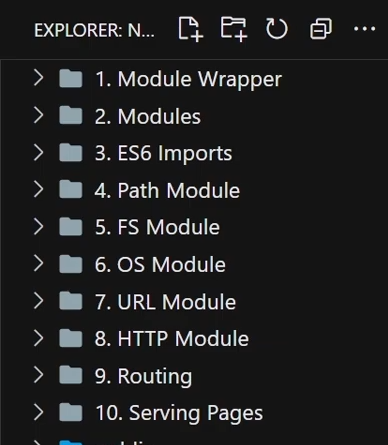 EXPLORER: N...
1. Module Wrapper
2. Modules
3. ES6 Imports
4. Path Module
5. FS Module
6. OS Module
7. URL Module
8. HTTP Module
9. Routing
10. Serving Pages